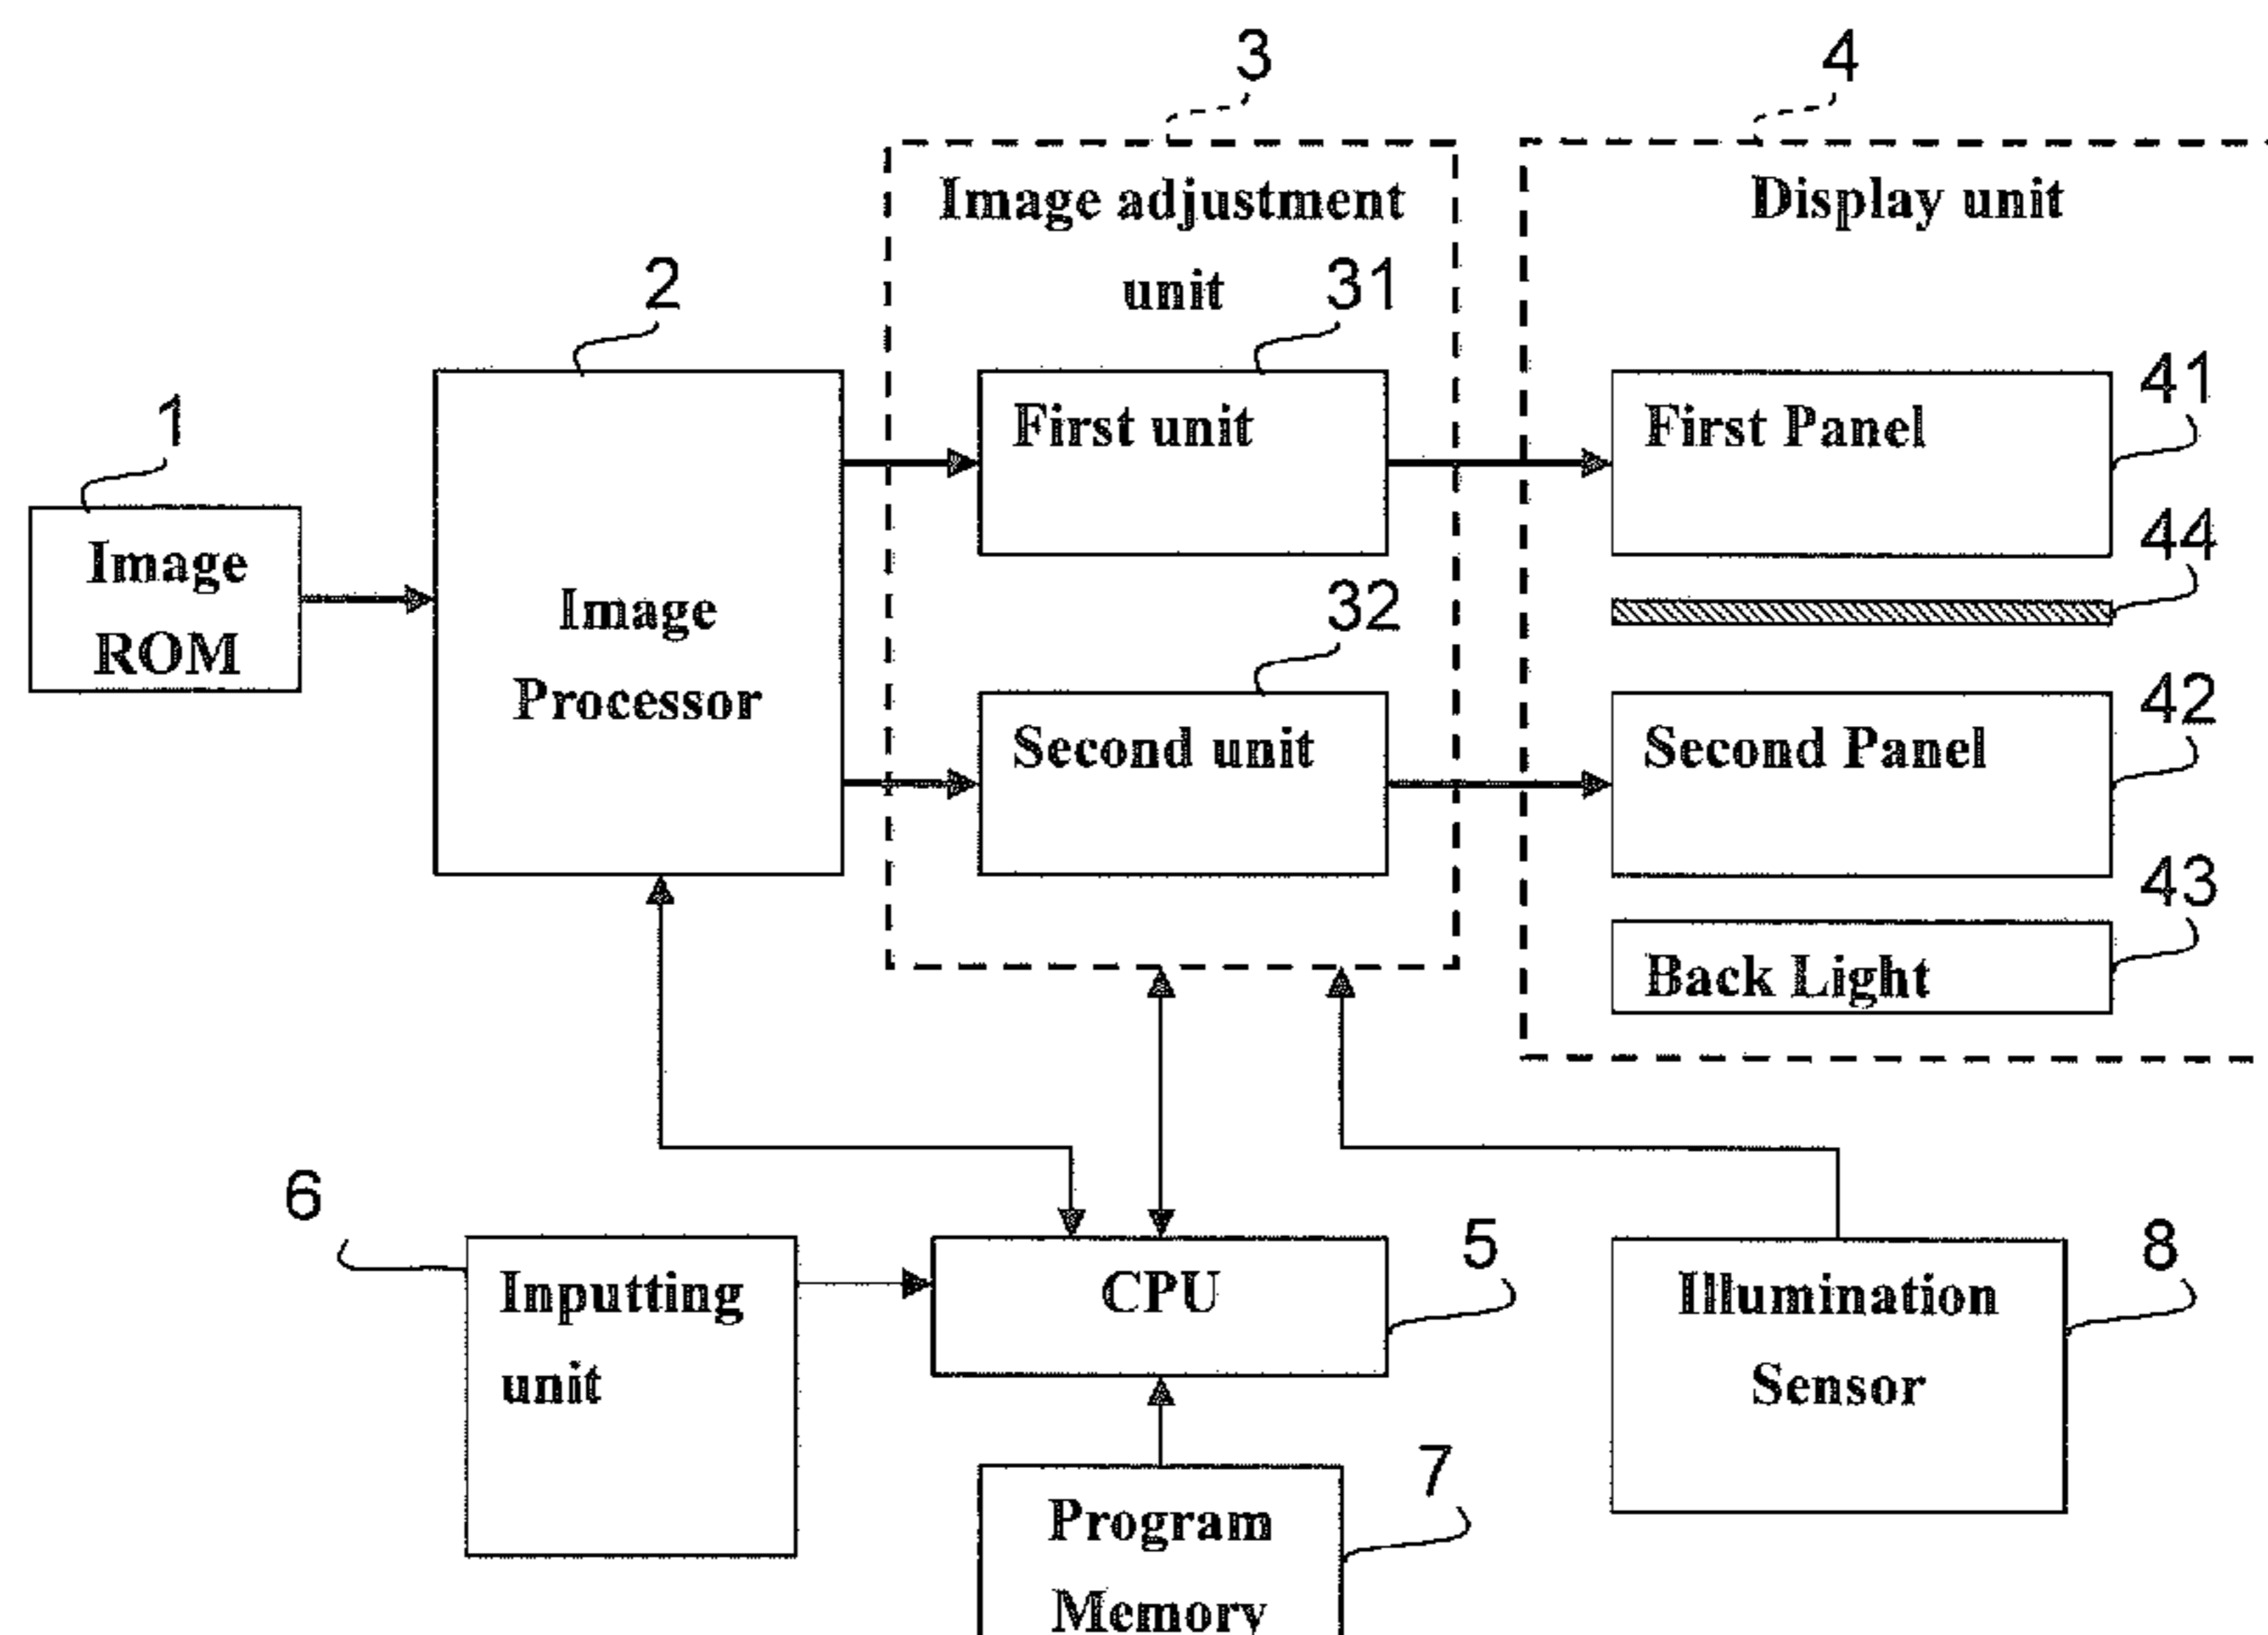 3
4
Image adjustment
unit
Display unit
2
31
1
41
First unit
First Panel
Image
ROM
44
Image
Processor
32
42
Second unit
Second Panel
43
Back Light
6
5
8
Inputting
unit
CPU
Illumination
Sensor
7
Program
Memory